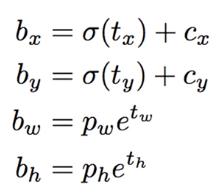 b_x = σ(t_x) + c_x
b_y = σ(t_y) + c_y
b_w = p_w e^{t_w}
b_h = p_h e^{t_h}